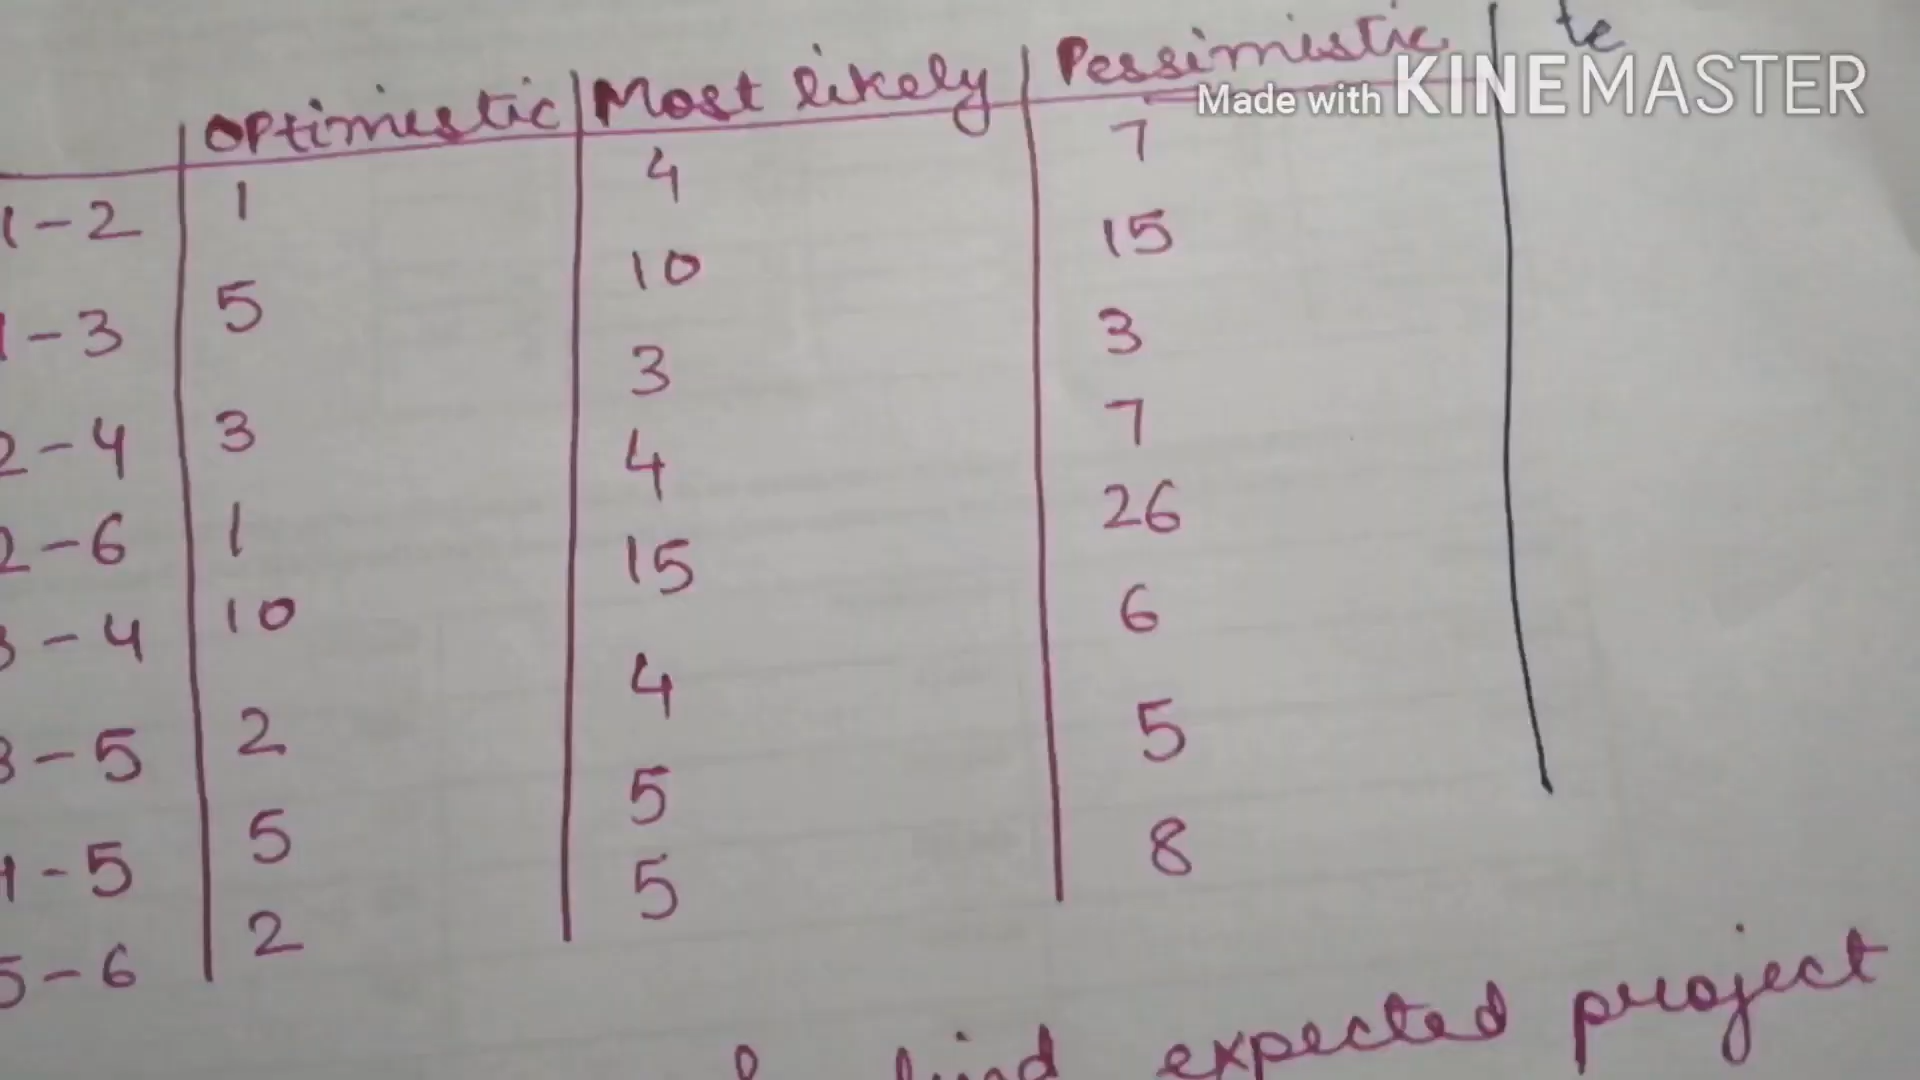 Optimistic Most likely Pessimistic te
Made with KINEMASTER
1-2 1 4 7
1-3 5 10 15
2-4 3 3 3
2-6 1 4 7
3-4 10 15 26
3-5 2 4 6
4-5 5 5 5
5-6 2 5 8
find expected project